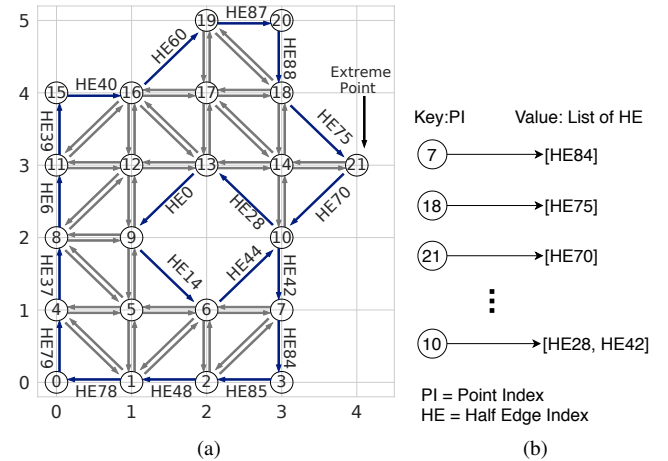 5
4
3
2
1
0
0
1
2
3
4
19
HE87
20
HE60
HE88
Extreme
Point
15
HE40
16
17
18
HE39
HE75
11
12
13
14
21
HE6
HE0
HE28
HE70
8
9
10
HE37
HE14
HE44
HE42
4
5
6
7
HE79
HE84
0
1
2
3
HE78
HE48
HE85
(a)
Key:PI
Value: List of HE
7
[HE84]
18
[HE75]
21
[HE70]
10
[HE28, HE42]
PI = Point Index
HE = Half Edge Index
(b)